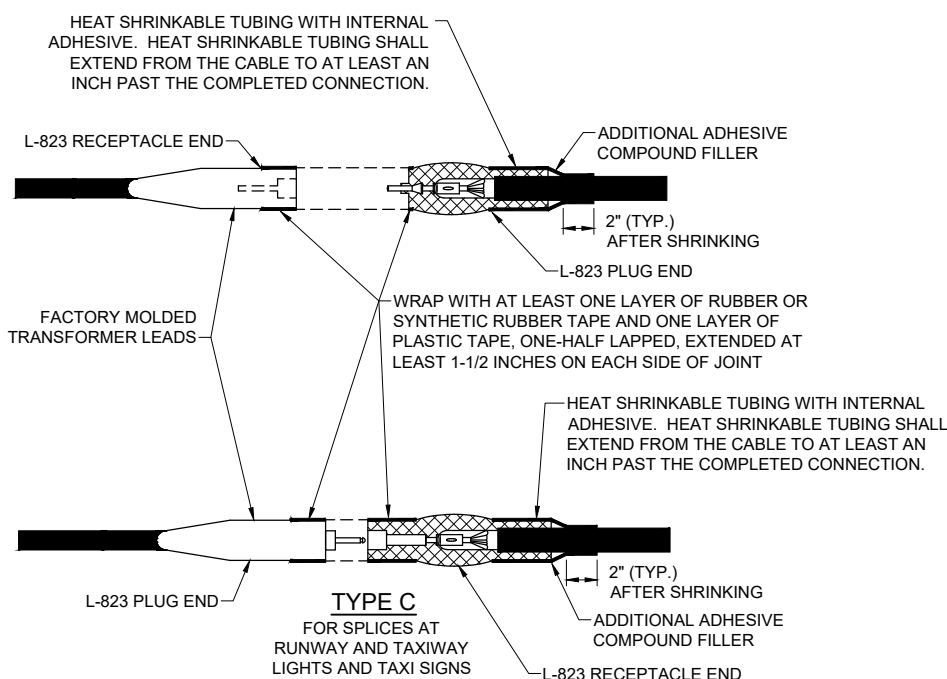 HEAT SHRINKABLE TUBING WITH INTERNAL
ADHESIVE. HEAT SHRINKABLE TUBING SHALL
EXTEND FROM THE CABLE TO AT LEAST AN
INCH PAST THE COMPLETED CONNECTION.
L-823 RECEPTACLE END
ADDITIONAL ADHESIVE
COMPOUND FILLER
2" (TYP.)
AFTER SHRINKING
L-823 PLUG END
FACTORY MOLDED
TRANSFORMER LEADS
WRAP WITH AT LEAST ONE LAYER OF RUBBER OR
SYNTHETIC RUBBER TAPE AND ONE LAYER OF
PLASTIC TAPE, ONE-HALF LAPPED, EXTENDED AT
LEAST 1-1/2 INCHES ON EACH SIDE OF JOINT
HEAT SHRINKABLE TUBING WITH INTERNAL
ADHESIVE. HEAT SHRINKABLE TUBING SHALL
EXTEND FROM THE CABLE TO AT LEAST AN
INCH PAST THE COMPLETED CONNECTION.
L-823 PLUG END
2" (TYP.)
AFTER SHRINKING
TYPE C
FOR SPLICES AT
RUNWAY AND TAXIWAY
LIGHTS AND TAXI SIGNS
ADDITIONAL ADHESIVE
COMPOUND FILLER
L-823 RECEPTACLE END